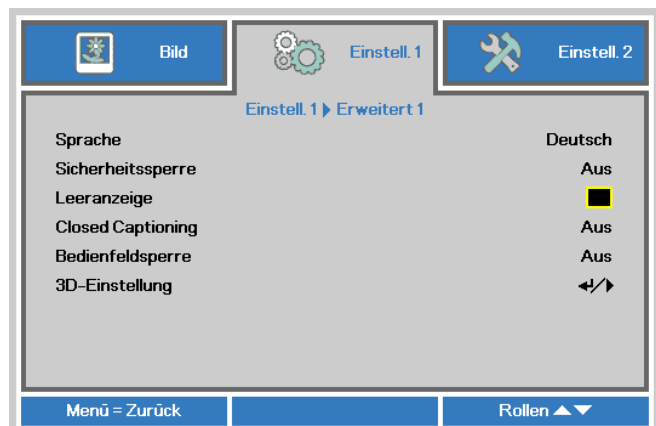 Bild
Einstell. 1
Einstell. 2
Einstell. 1 ▶ Erweitert 1
Sprache Deutsch
Sicherheitssperre Aus
Leeranzeige
Closed Captioning Aus
Bedienfeldsperre Aus
3D-Einstellung ↵/▶
Menü = Zurück
Rollen ▲▼